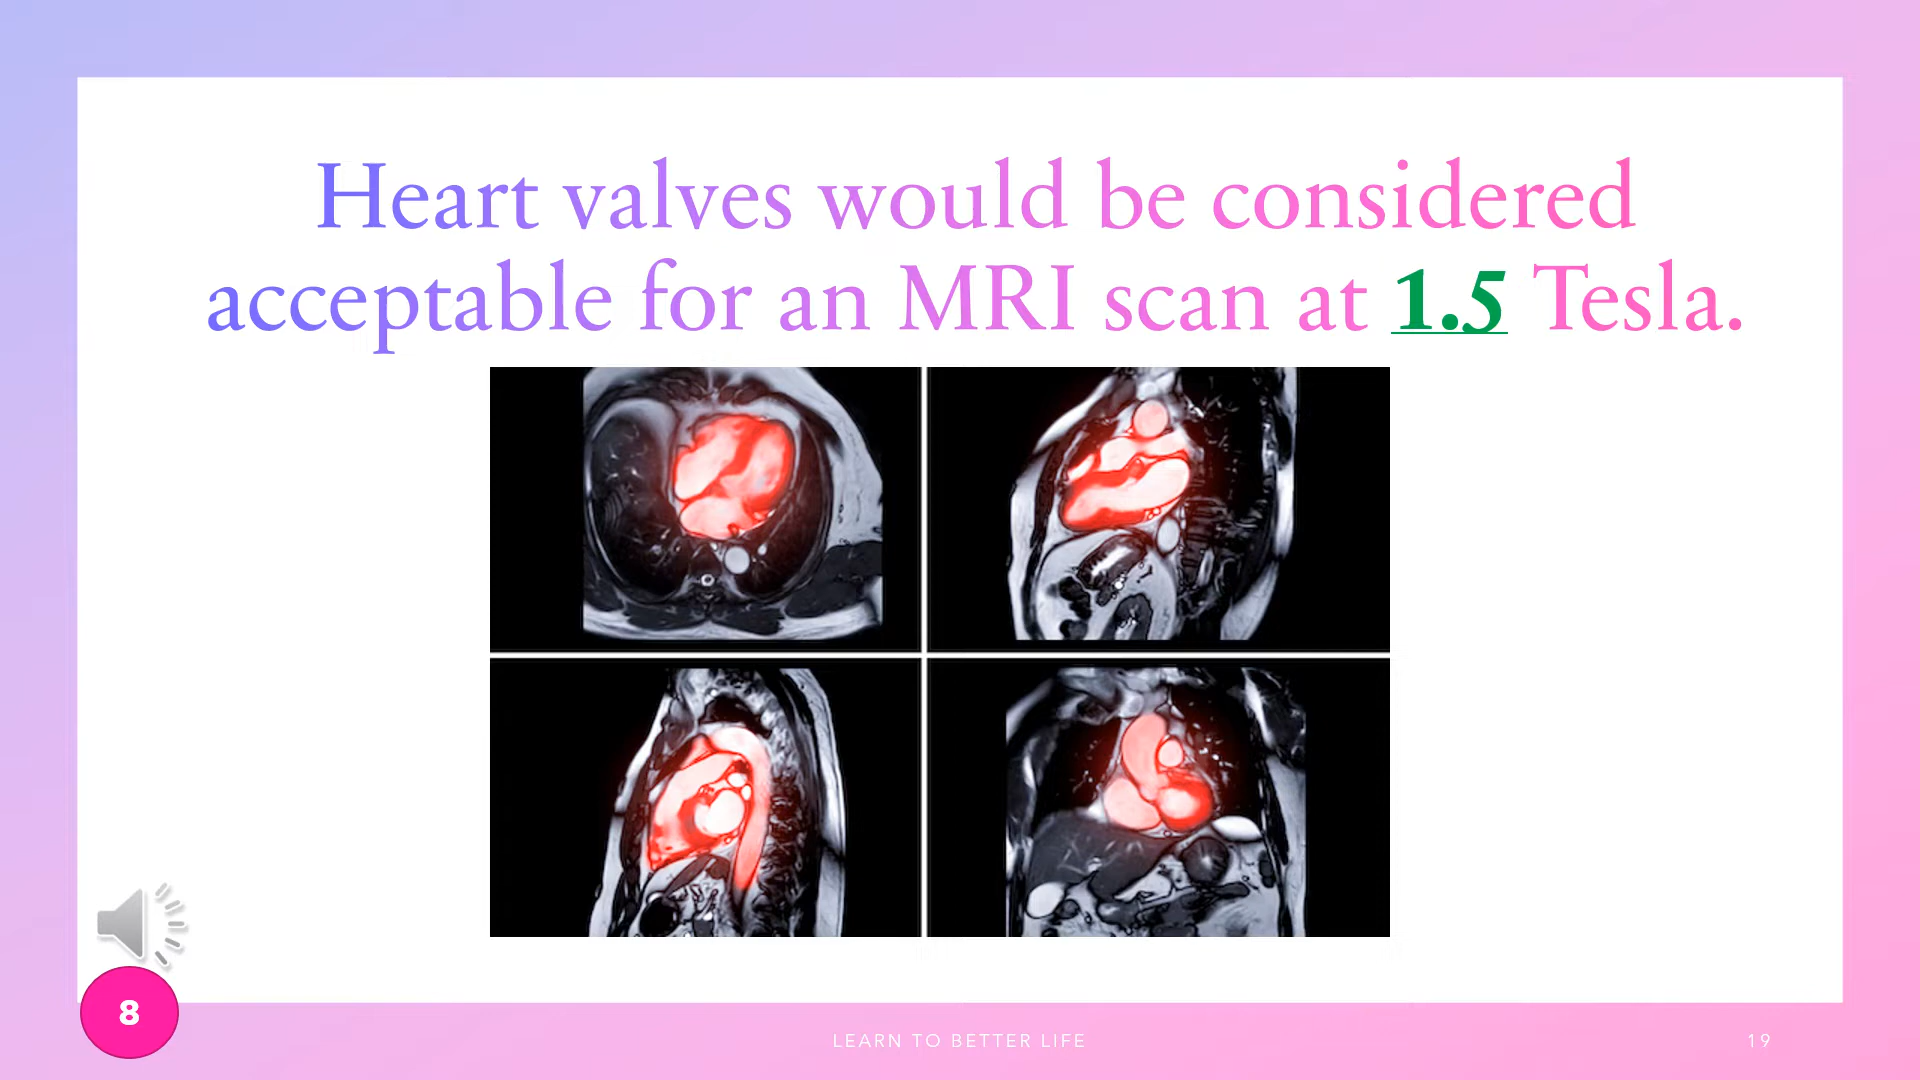 Heart valves would be considered
acceptable for an MRI scan at 1.5 Tesla.
8
LEARN TO BETTER LIFE
19